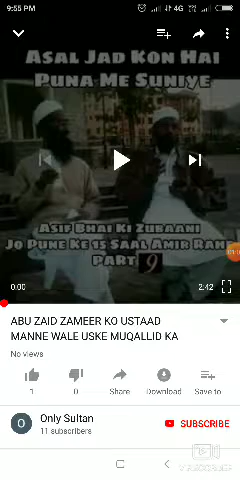 9:55 PM
4G
ASAL JAD KON HAI
PUNA ME SUNIYE
ASIF BHAI KI ZUBAANI
JO PUNE KE 15 SAAL AMIR RAH
PART 9
0:00
2:42
ABU ZAID ZAMEER KO USTAAD
MANNE WALE USKE MUQALLID KA
No views
1
0
Share
Download
Save to
Only Sultan
11 subscribers
SUBSCRIBE